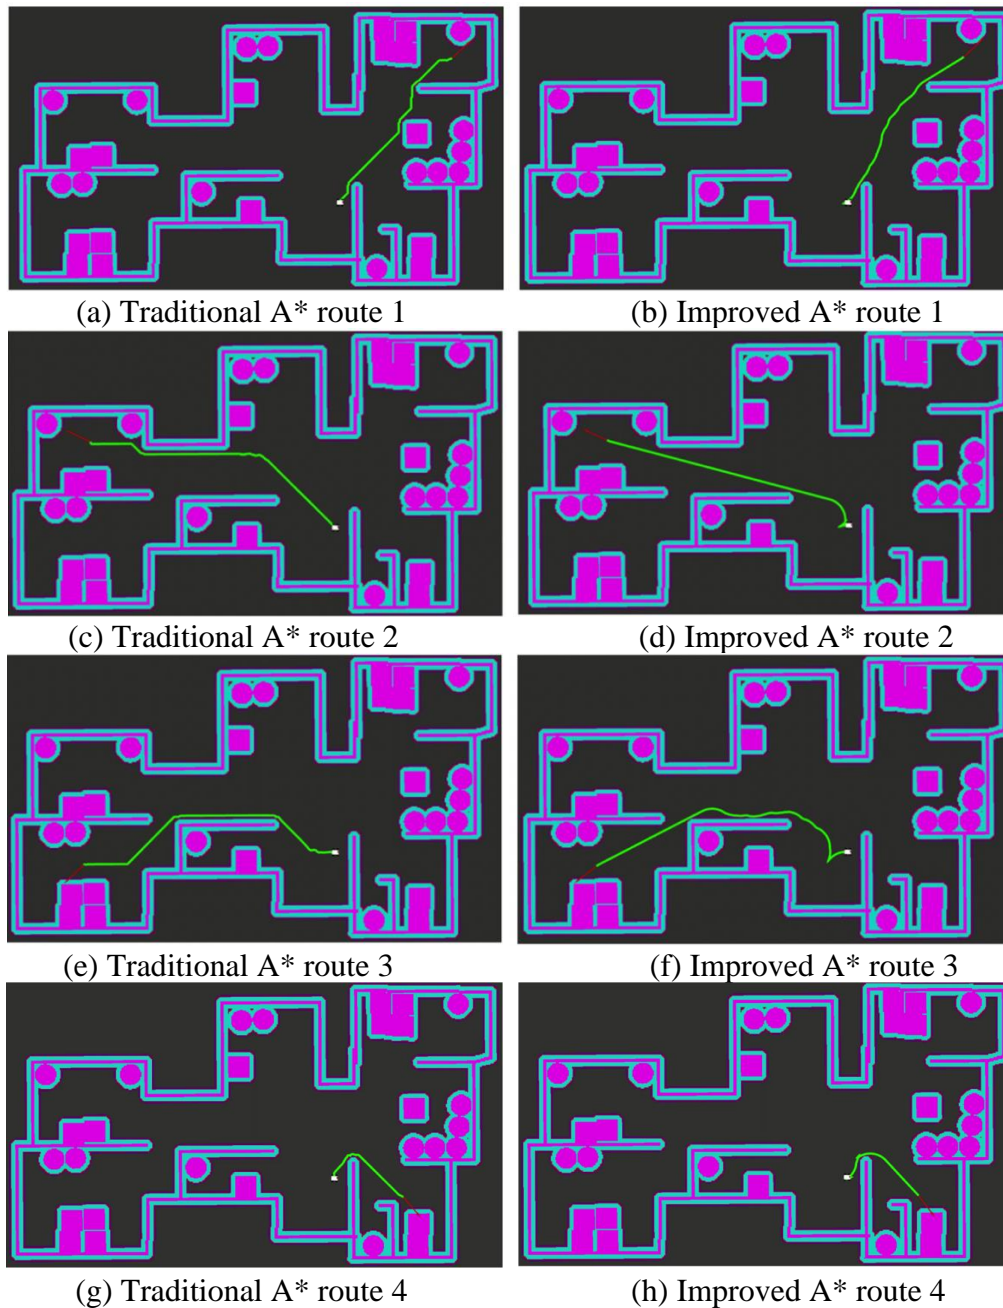 (a) Traditional A* route 1
(b) Improved A* route 1
(c) Traditional A* route 2
(d) Improved A* route 2
(e) Traditional A* route 3
(f) Improved A* route 3
(g) Traditional A* route 4
(h) Improved A* route 4